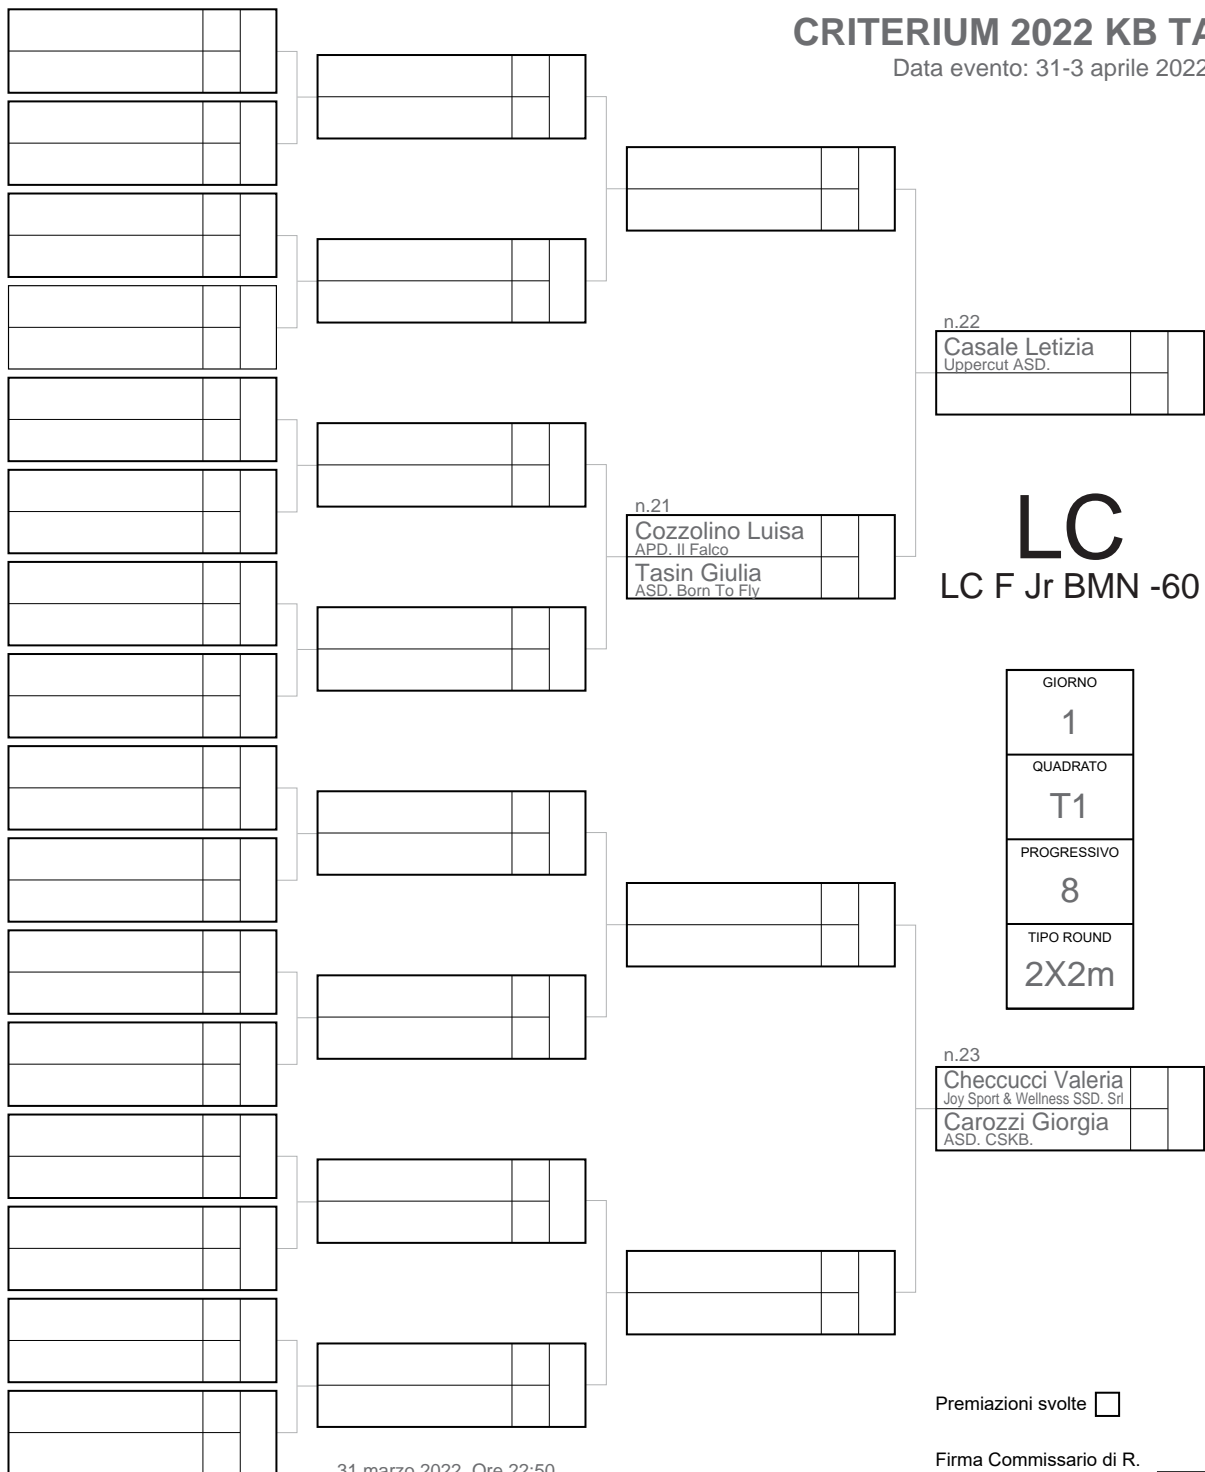 CRITERIUM 2022 KB TA
Data evento: 31-3 aprile 2022
n.22
Casale Letizia
Uppercut ASD.
n.21
Cozzolino Luisa
APD. Il Falco
Tasin Giulia
ASD. Born To Fly
LC
LC F Jr BMN -60
GIORNO
1
QUADRATO
T1
PROGRESSIVO
8
TIPO ROUND
2X2m
n.23
Checcucci Valeria
Joy Sport & Wellness SSD. Srl
Carozzi Giorgia
ASD. CSKB.
Premiazioni svolte
Firma Commissario di R.
31 marzo 2022 Ore 22:50